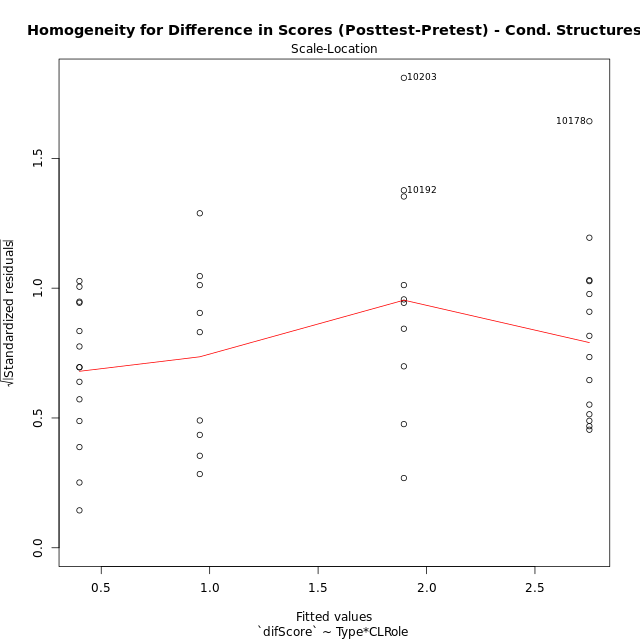 Homogeneity for Difference in Scores (Posttest-Pretest) - Cond. Structures
Scale-Location
10203
10178
10192
1.5
1.0
0.5
0.0
√|Standardized residuals|
0.5 1.0 1.5 2.0 2.5
Fitted values
`difScore` ~ Type*CLRole